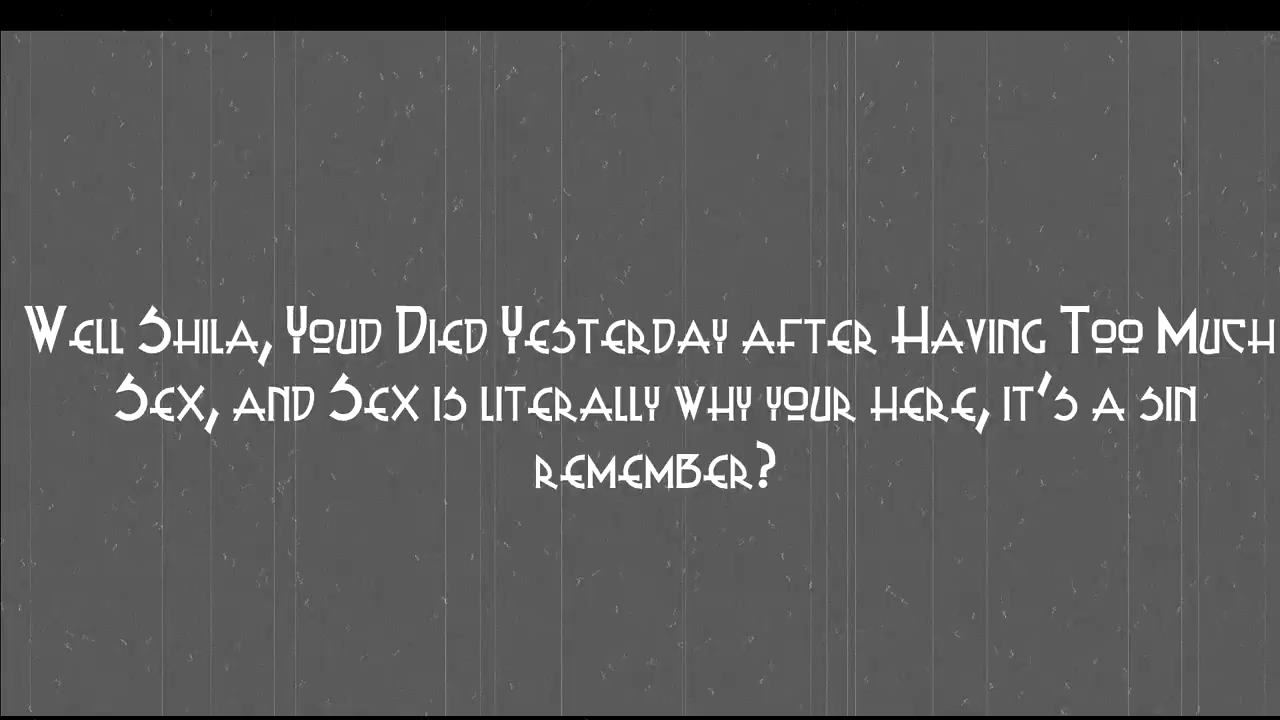 Well Shila, Youd Died Yesterday after Having Too Much
Sex, and Sex is literally why your here, it's a sin
remember?